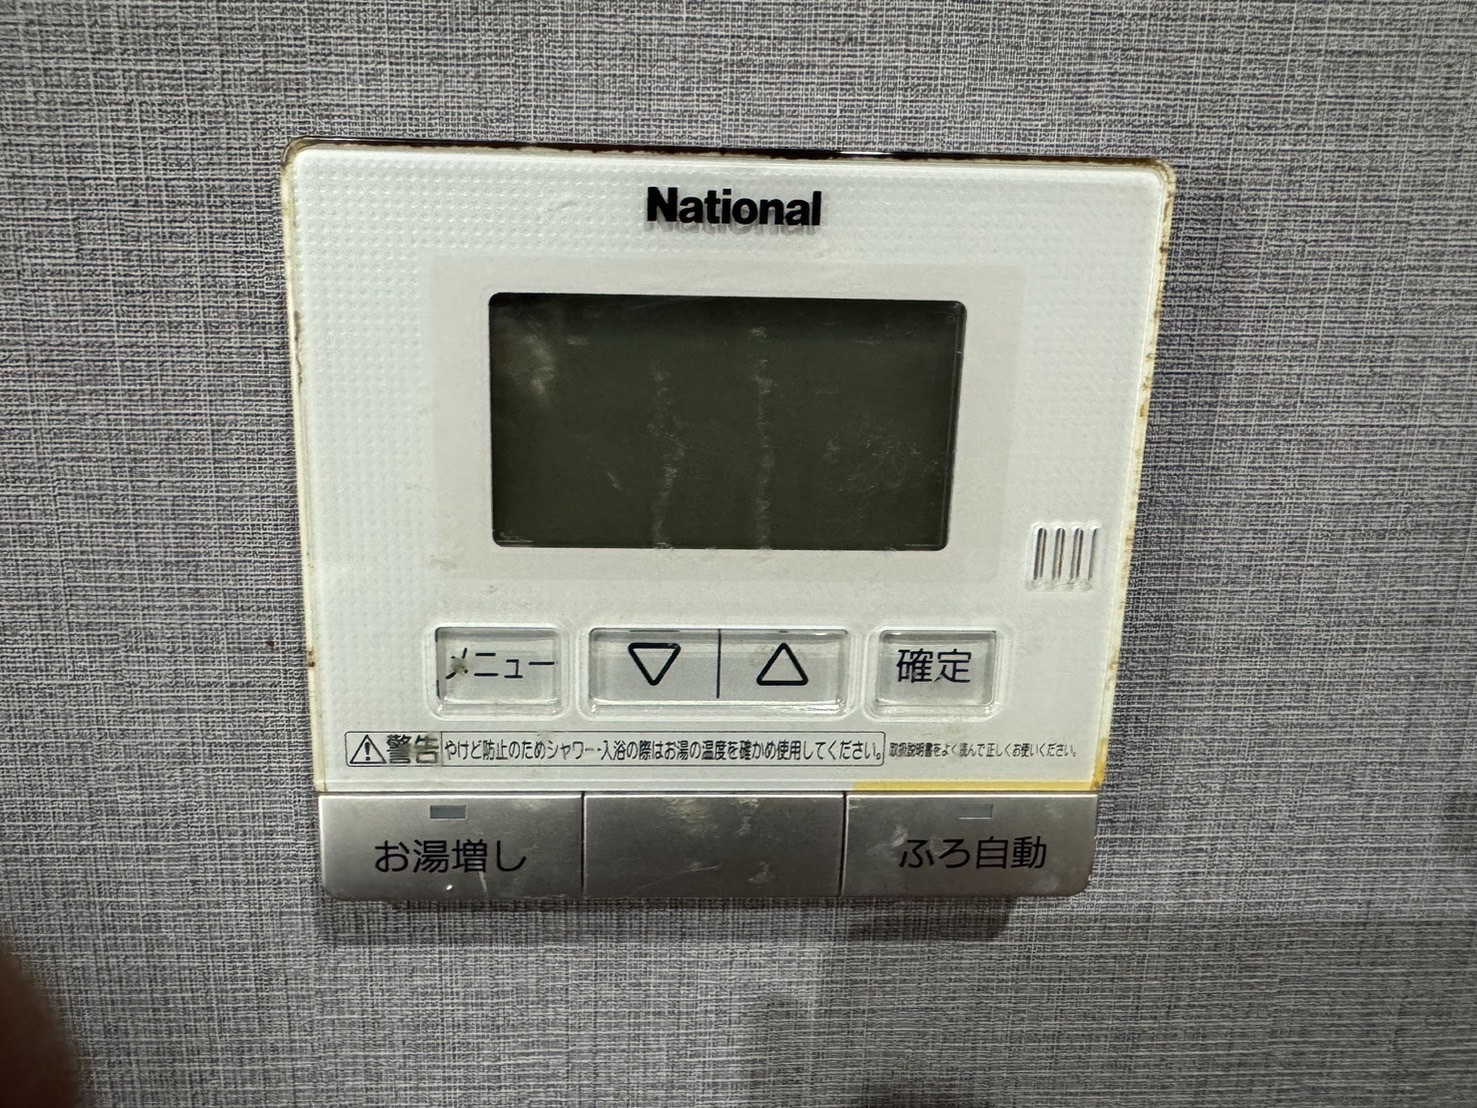 National
メニュー ▽ △ 確定
⚠警告 やけど防止のためシャワー・入浴の際はお湯の温度を確かめ使用してください。 取扱説明書をよく読んで正しくお使いください。
お湯増し ふろ自動